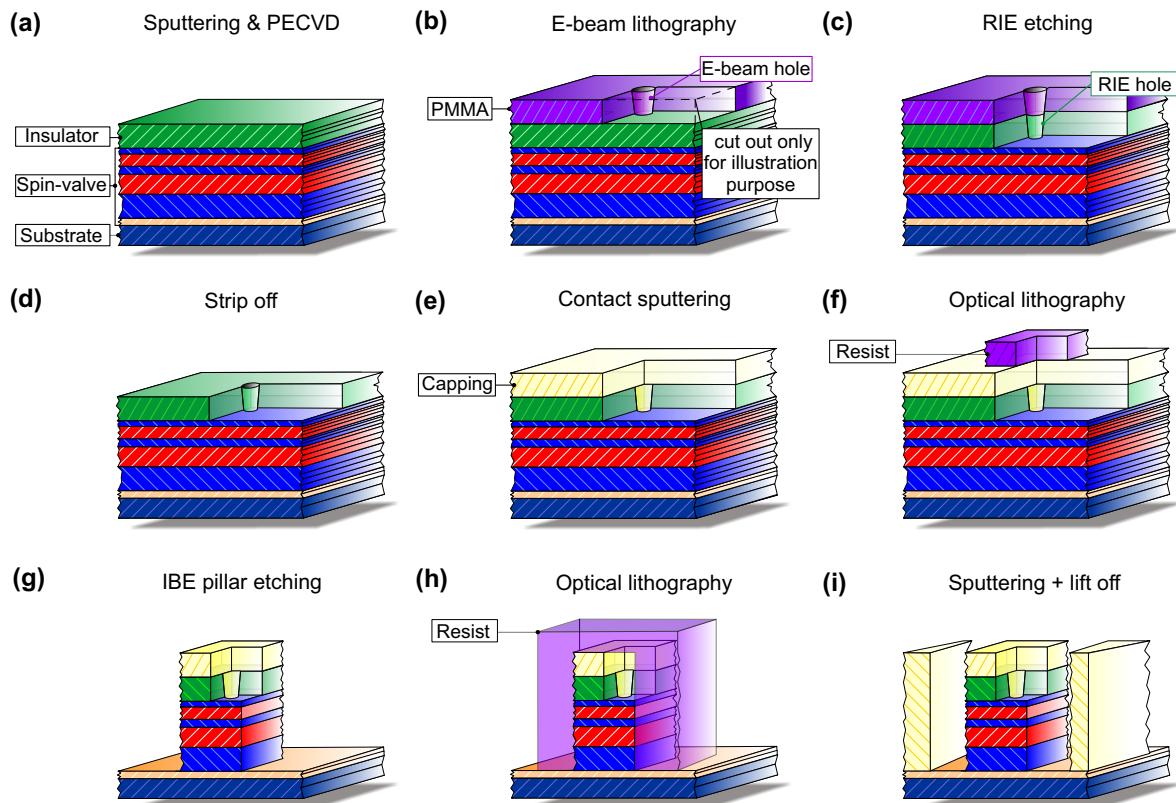 (a) Sputtering & PECVD
Insulator
Spin-valve
Substrate
(b) E-beam lithography
E-beam hole
PMMA
cut out only
for illustration
purpose
(c) RIE etching
RIE hole
(d) Strip off
(e) Contact sputtering
Capping
(f) Optical lithography
Resist
(g) IBE pillar etching
(h) Optical lithography
Resist
(i) Sputtering + lift off